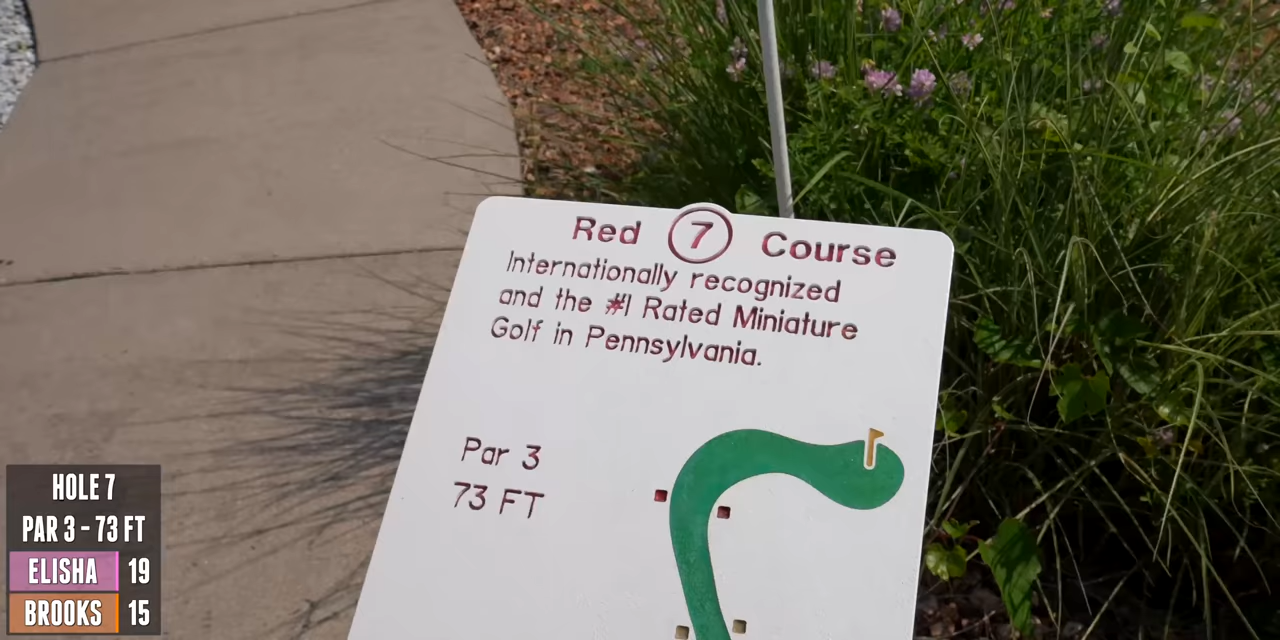 Red 7 Course
Internationally recognized
and the #1 Rated Miniature
Golf in Pennsylvania.
Par 3
73 FT
HOLE 7
PAR 3 - 73 FT
ELISHA 19
BROOKS 15